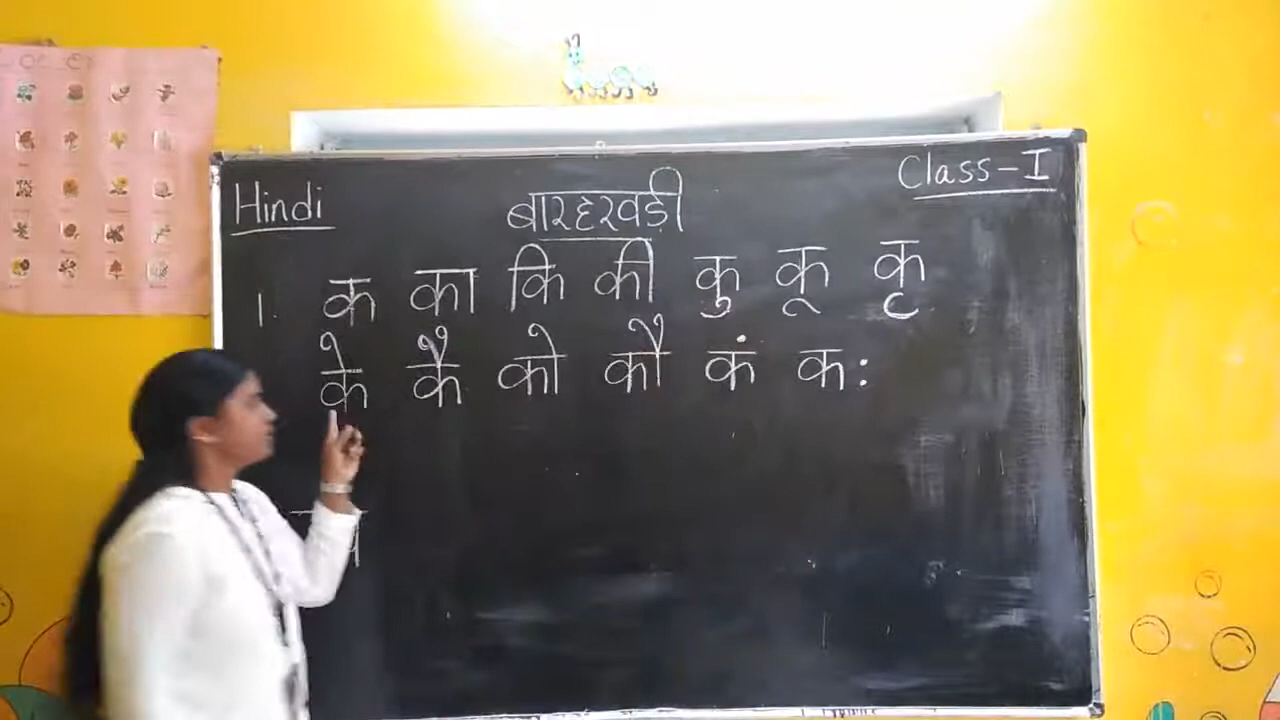 Hindi
Class-I
बारहखड़ी
1. क का कि की कु कू कृ
के कै को कौ कं कः